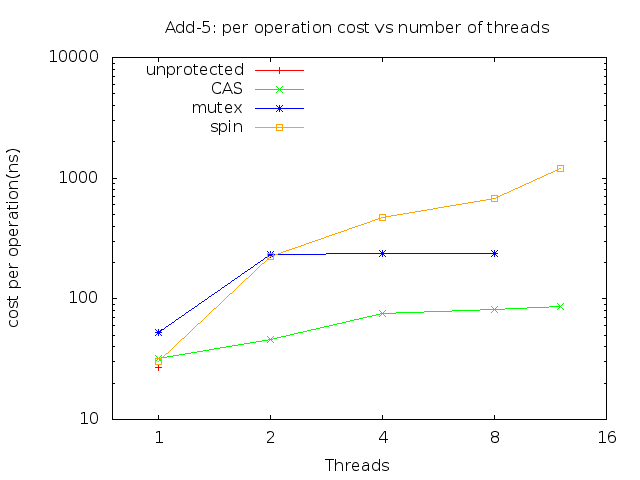 Add-5: per operation cost vs number of threads
10000
1000
100
10
cost per operation(ns)
unprotected
CAS
mutex
spin
1 2 4 8 16
Threads